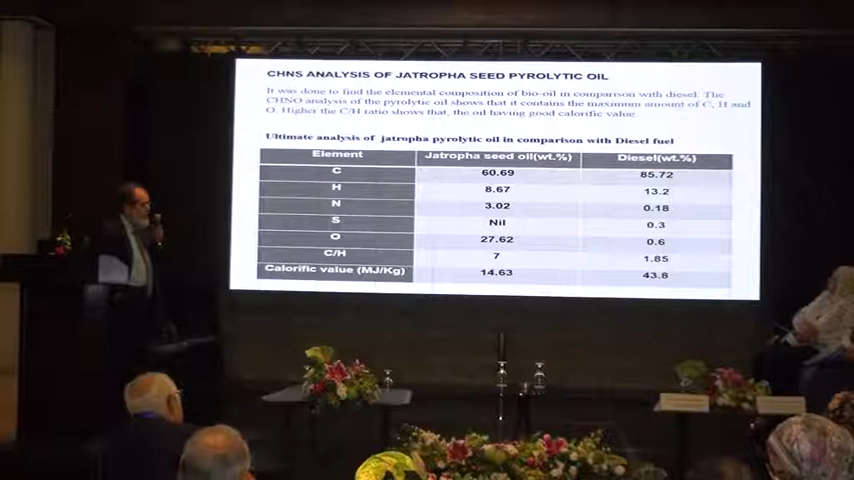 CHNS ANALYSIS OF JATROPHA SEED PYROLYTIC OIL
It was done to find the elemental composition of bio-oil in comparison with diesel. The
CHNO analysis of the pyrolytic oil shows that it contains the maximum amount of C, H and
O. Higher the C/H ratio shows that, the oil having good calorific value.
Ultimate analysis of jatropha pyrolytic oil in comparison with Diesel fuel
Element Jatropha seed oil(wt.%) Diesel(wt.%)
C 60.69 85.72
H 8.67 13.2
N 3.02 0.18
S Nil 0.3
O 27.62 0.6
C/H 7 1.85
Calorific value (MJ/Kg) 14.63 43.8